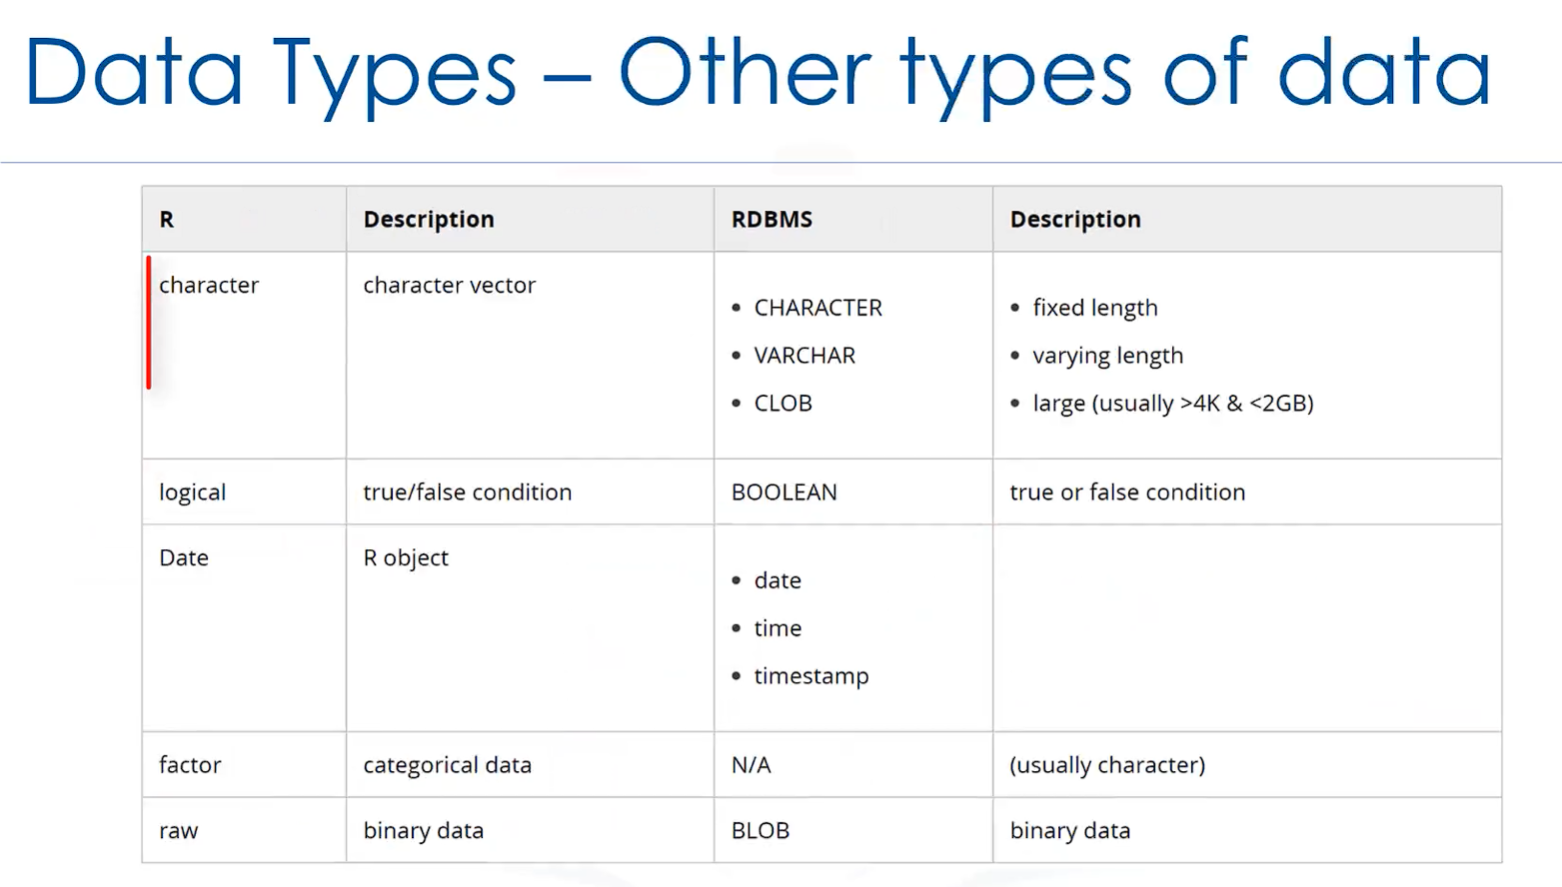 Data Types – Other types of data
R Description RDBMS Description
character character vector
• CHARACTER • fixed length
• VARCHAR • varying length
• CLOB • large (usually >4K & <2GB)
logical true/false condition BOOLEAN true or false condition
Date R object
• date
• time
• timestamp
factor categorical data N/A (usually character)
raw binary data BLOB binary data